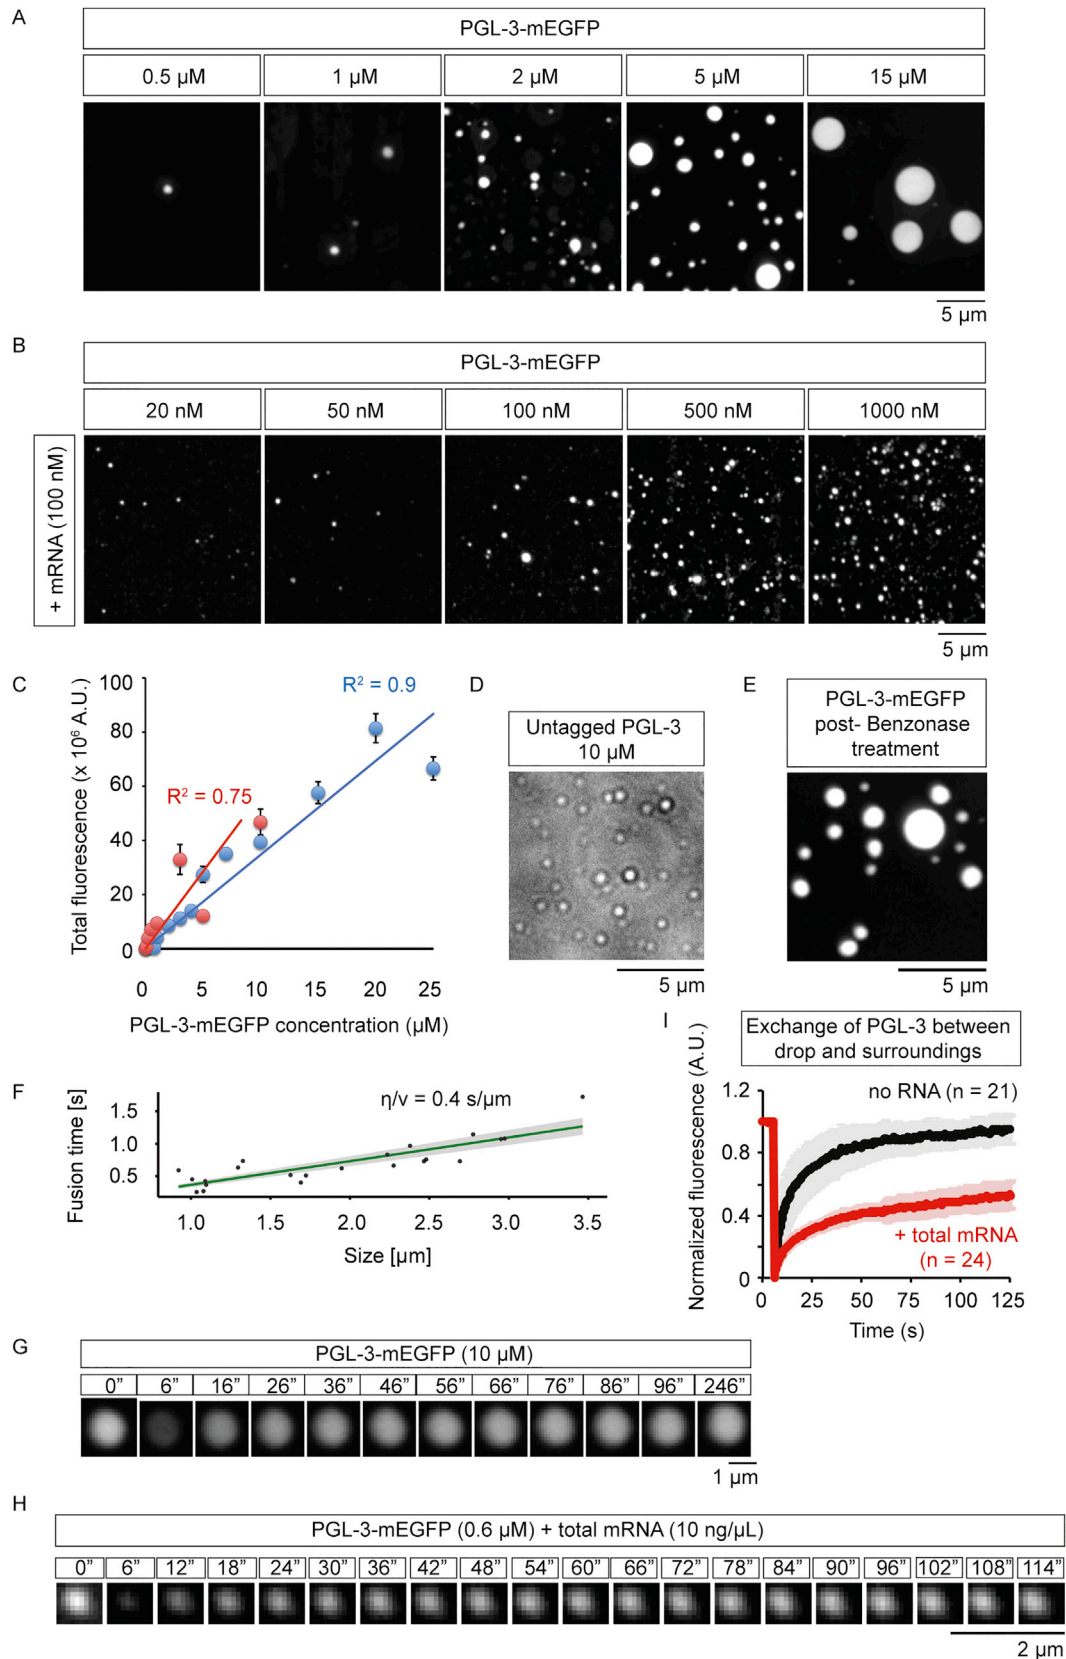 A
PGL-3-mEGFP
0.5 µM 1 µM 2 µM 5 µM 15 µM
5 µm
B
PGL-3-mEGFP
20 nM 50 nM 100 nM 500 nM 1000 nM
+ mRNA (100 nM)
5 µm
C
Total fluorescence (x 10⁶ A.U.)
100
80
60
40
20
0
R² = 0.9
R² = 0.75
0 5 10 15 20 25
PGL-3-mEGFP concentration (µM)
D
Untagged PGL-3
10 µM
5 µm
E
PGL-3-mEGFP
post- Benzonase
treatment
5 µm
F
Fusion time [s]
1.5
1.0
0.5
η/v = 0.4 s/µm
1.0 1.5 2.0 2.5 3.0 3.5
Size [µm]
I
Exchange of PGL-3 between
drop and surroundings
Normalized fluorescence (A.U.)
1.2
0.8
0.4
0
no RNA (n = 21)
+ total mRNA
(n = 24)
0 25 50 75 100 125
Time (s)
G
PGL-3-mEGFP (10 µM)
0” 6” 16” 26” 36” 46” 56” 66” 76” 86” 96” 246”
1 µm
H
PGL-3-mEGFP (0.6 µM) + total mRNA (10 ng/µL)
0” 6” 12” 18” 24” 30” 36” 42” 48” 54” 60” 66” 72” 78” 84” 90” 96” 102” 108” 114”
2 µm